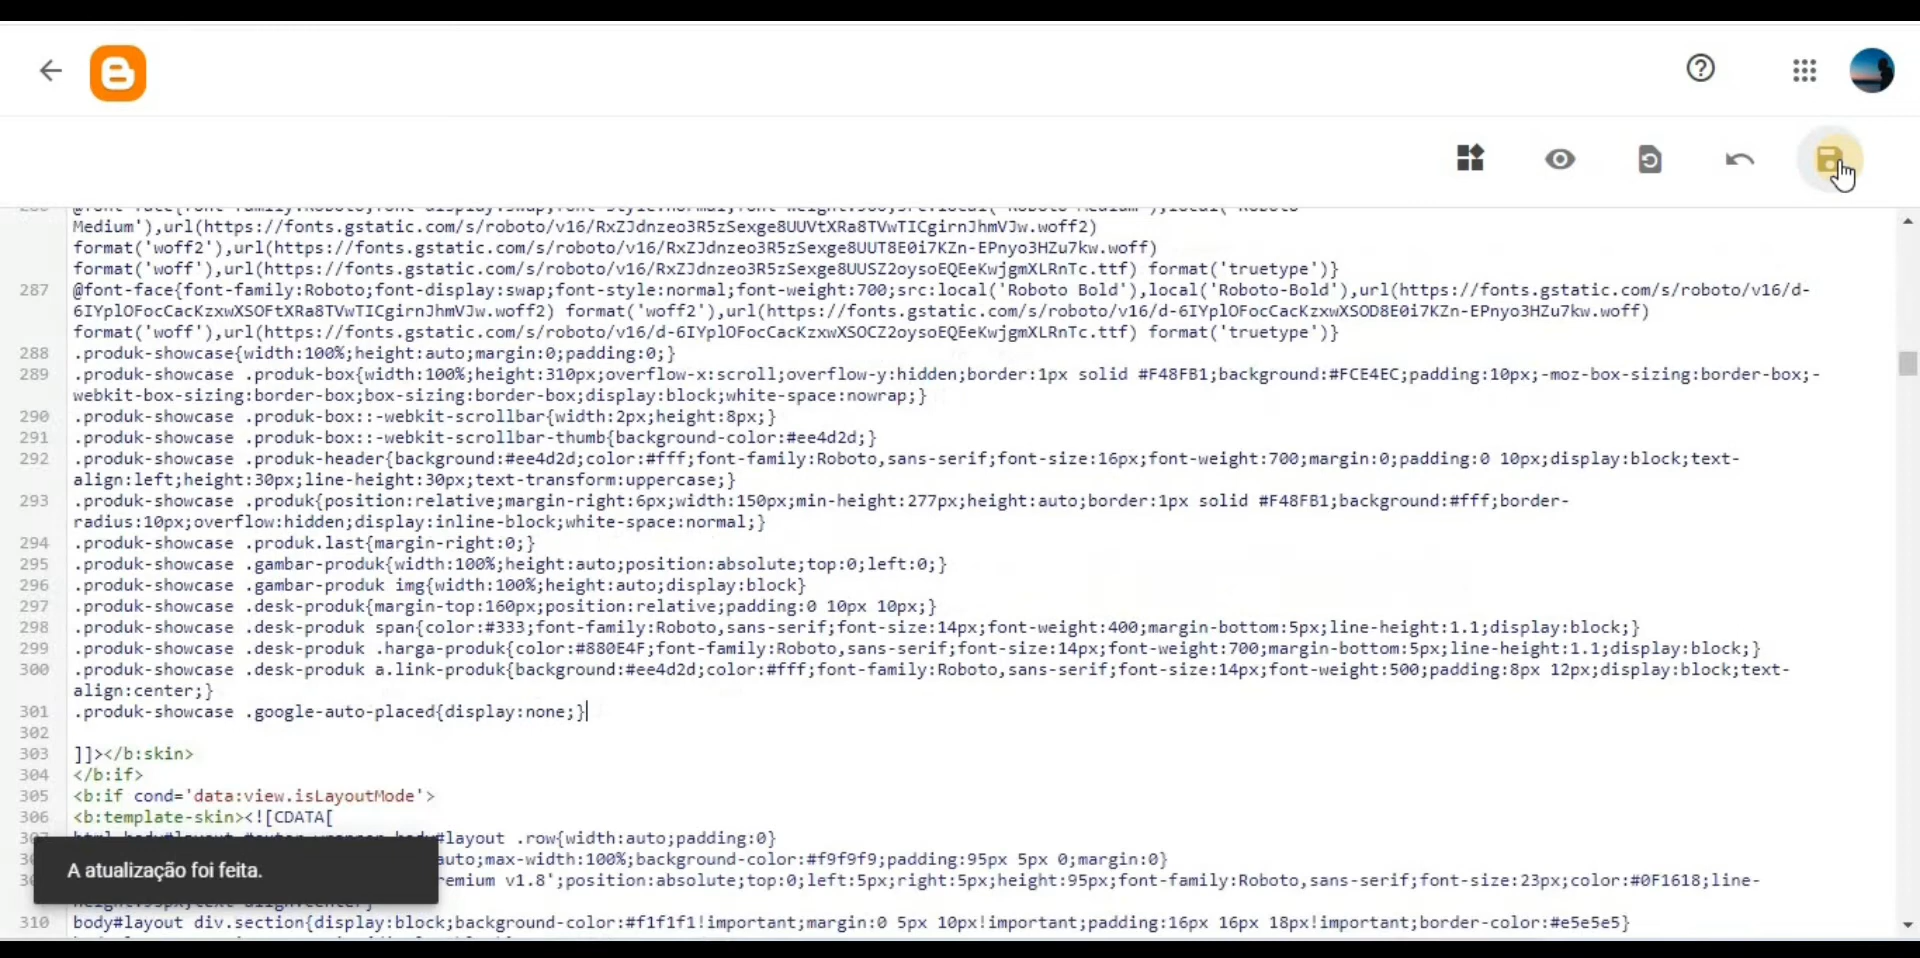 Medium'),url(https://fonts.gstatic.com/s/roboto/v16/RxZJdnzeo3R5zSexge8UUVtXRa8TVwTICgirnJhmVJw.woff2)
format('woff2'),url(https://fonts.gstatic.com/s/roboto/v16/RxZJdnzeo3R5zSexge8UUT8E0i7KZn-EPnyo3HZu7kw.woff)
format('woff'),url(https://fonts.gstatic.com/s/roboto/v16/RxZJdnzeo3R5zSexge8UUSZ2oysoEQEeKwjgmXLRnTc.ttf) format('truetype')}
287 @font-face{font-family:Roboto;font-display:swap;font-style:normal;font-weight:700;src:local('Roboto Bold'),local('Roboto-Bold'),url(https://fonts.gstatic.com/s/roboto/v16/d-
6IYplOFocCacKzxwXSOFtXRa8TVwTICgirnJhmVJw.woff2) format('woff2'),url(https://fonts.gstatic.com/s/roboto/v16/d-6IYplOFocCacKzxwXSOD8E0i7KZn-EPnyo3HZu7kw.woff)
format('woff'),url(https://fonts.gstatic.com/s/roboto/v16/d-6IYplOFocCacKzxwXSOCZ2oysoEQEeKwjgmXLRnTc.ttf) format('truetype')}
288 .produk-showcase{width:100%;height:auto;margin:0;padding:0;}
289 .produk-showcase .produk-box{width:100%;height:310px;overflow-x:scroll;overflow-y:hidden;border:1px solid #F48FB1;background:#FCE4EC;padding:10px;-moz-box-sizing:border-box;-
webkit-box-sizing:border-box;box-sizing:border-box;display:block;white-space:nowrap;}
290 .produk-showcase .produk-box::-webkit-scrollbar{width:2px;height:8px;}
291 .produk-showcase .produk-box::-webkit-scrollbar-thumb{background-color:#ee4d2d;}
292 .produk-showcase .produk-header{background:#ee4d2d;color:#fff;font-family:Roboto,sans-serif;font-size:16px;font-weight:700;margin:0;padding:0 10px;display:block;text-
align:left;height:30px;line-height:30px;text-transform:uppercase;}
293 .produk-showcase .produk{position:relative;margin-right:6px;width:150px;min-height:277px;height:auto;border:1px solid #F48FB1;background:#fff;border-
radius:10px;overflow:hidden;display:inline-block;white-space:normal;}
294 .produk-showcase .produk.last{margin-right:0;}
295 .produk-showcase .gambar-produk{width:100%;height:auto;position:absolute;top:0;left:0;}
296 .produk-showcase .gambar-produk img{width:100%;height:auto;display:block}
297 .produk-showcase .desk-produk{margin-top:160px;position:relative;padding:0 10px 10px;}
298 .produk-showcase .desk-produk span{color:#333;font-family:Roboto,sans-serif;font-size:14px;font-weight:400;margin-bottom:5px;line-height:1.1;display:block;}
299 .produk-showcase .desk-produk .harga-produk{color:#880E4F;font-family:Roboto,sans-serif;font-size:14px;font-weight:700;margin-bottom:5px;line-height:1.1;display:block;}
300 .produk-showcase .desk-produk a.link-produk{background:#ee4d2d;color:#fff;font-family:Roboto,sans-serif;font-size:14px;font-weight:500;padding:8px 12px;display:block;text-
align:center;}
301 .produk-showcase .google-auto-placed{display:none;}
302
303 ]]></b:skin>
304 </b:if>
305 <b:if cond='data:view.isLayoutMode'>
306 <b:template-skin><![CDATA[
#layout .row{width:auto;padding:0}
auto;max-width:100%;background-color:#f9f9f9;padding:95px 5px 0;margin:0}
emium v1.8';position:absolute;top:0;left:5px;right:5px;height:95px;font-family:Roboto,sans-serif;font-size:23px;color:#0F1618;line-
A atualização foi feita.
310 body#layout div.section{display:block;background-color:#f1f1f1!important;margin:0 5px 10px!important;padding:16px 16px 18px!important;border-color:#e5e5e5}